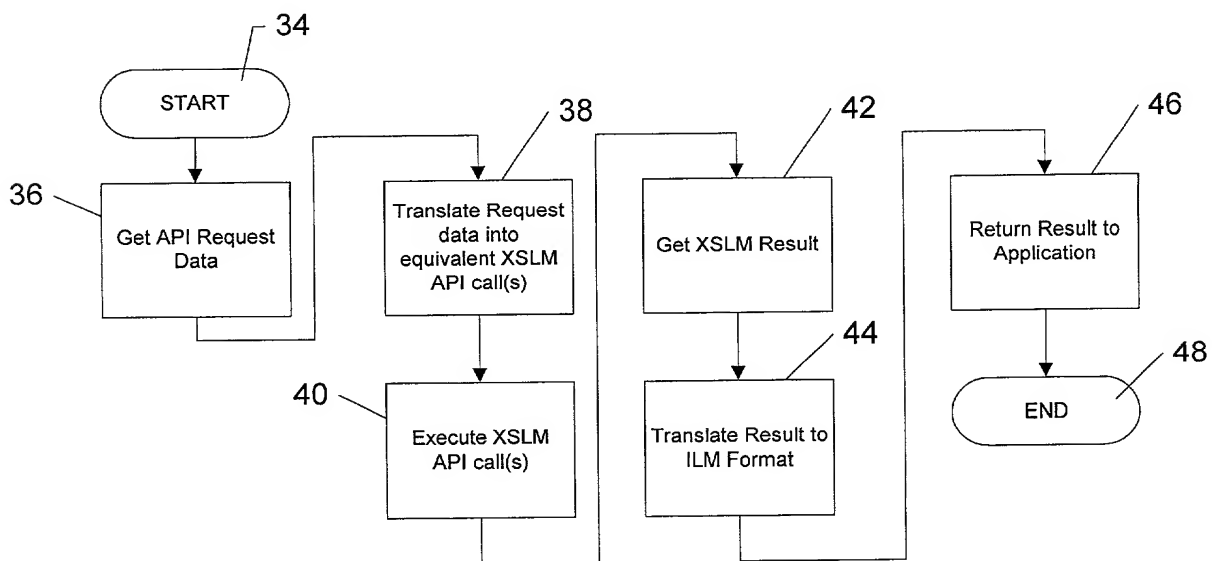 34
START
36
Get API Request
Data
38
Translate Request
data into
equivalent XSLM
API call(s)
40
Execute XSLM
API call(s)
42
Get XSLM Result
44
Translate Result to
ILM Format
46
Return Result to
Application
48
END